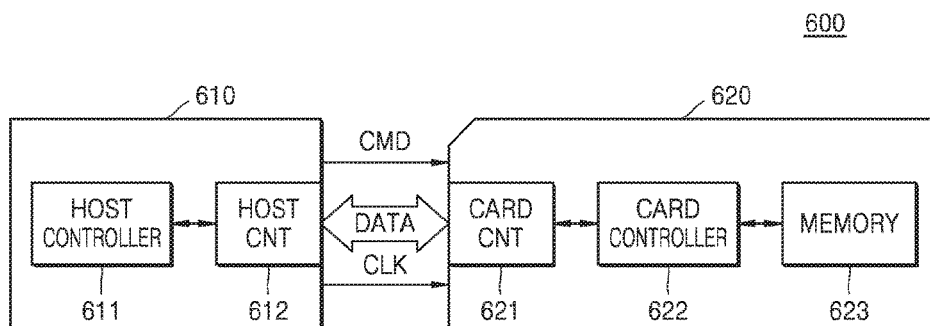 600
610
620
CMD
HOST
CONTROLLER
HOST
CNT
DATA
CARD
CNT
CARD
CONTROLLER
MEMORY
CLK
611
612
621
622
623